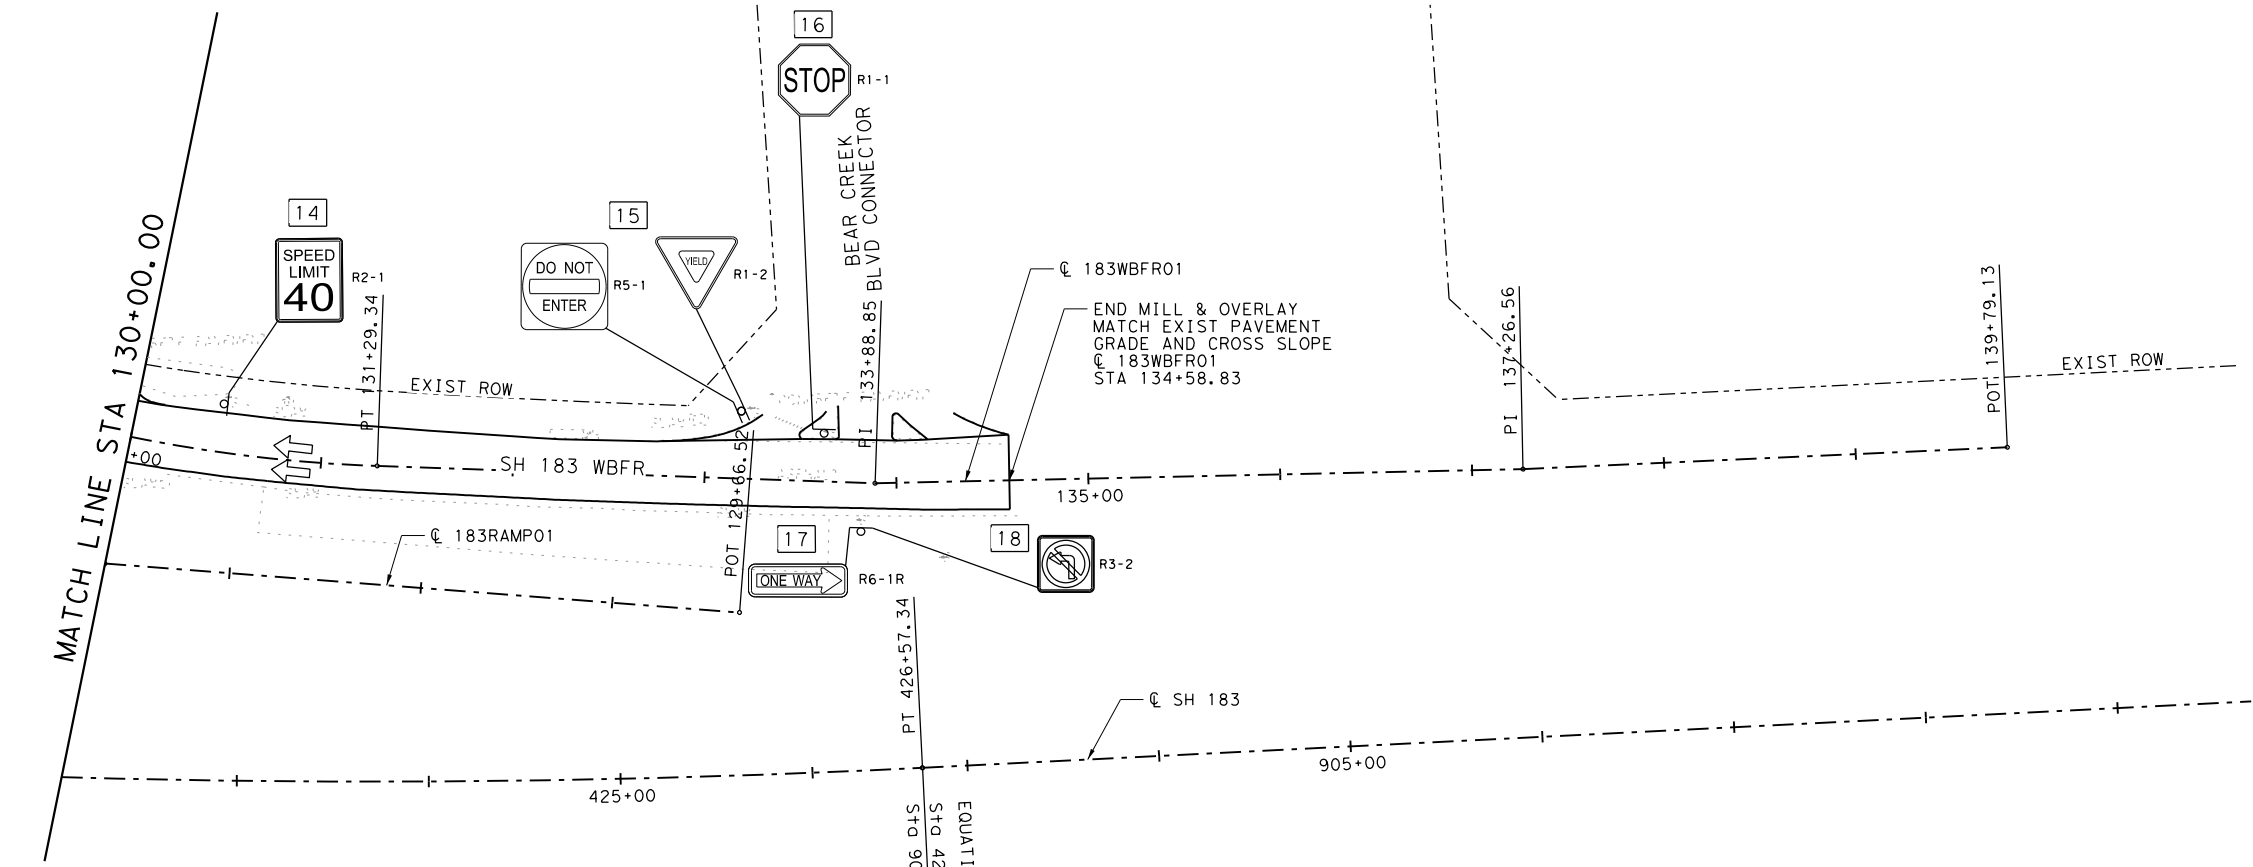 16
STOP
R1-1
BEAR CREEK
BLVD CONNECTOR
14
SPEED
LIMIT
40
R2-1
15
DO NOT
ENTER
R5-1
YIELD
R1-2
MATCH LINE STA 130+00.00
PT 131+29.34
EXIST ROW
PI 133+88.85
℄ 183WBFR01
END MILL & OVERLAY
MATCH EXIST PAVEMENT
GRADE AND CROSS SLOPE
℄ 183WBFR01
STA 134+58.83
PI 137+26.56
POT 139+79.13
EXIST ROW
+00
SH 183 WBFR
135+00
POT 129+66.52
℄ 183RAMP01
17
ONE WAY
R6-1R
18
R3-2
PT 426+57.34
℄ SH 183
425+00
905+00
EQUATI
Sta 42
Sta 90